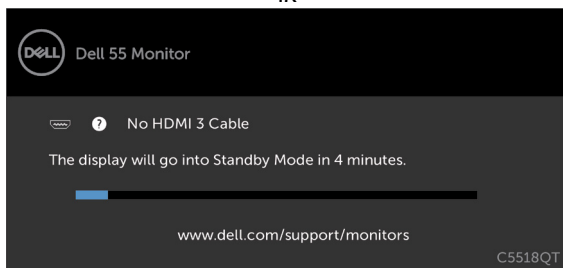 DELL Dell 55 Monitor
? No HDMI 3 Cable
The display will go into Standby Mode in 4 minutes.
www.dell.com/support/monitors
C5518QT